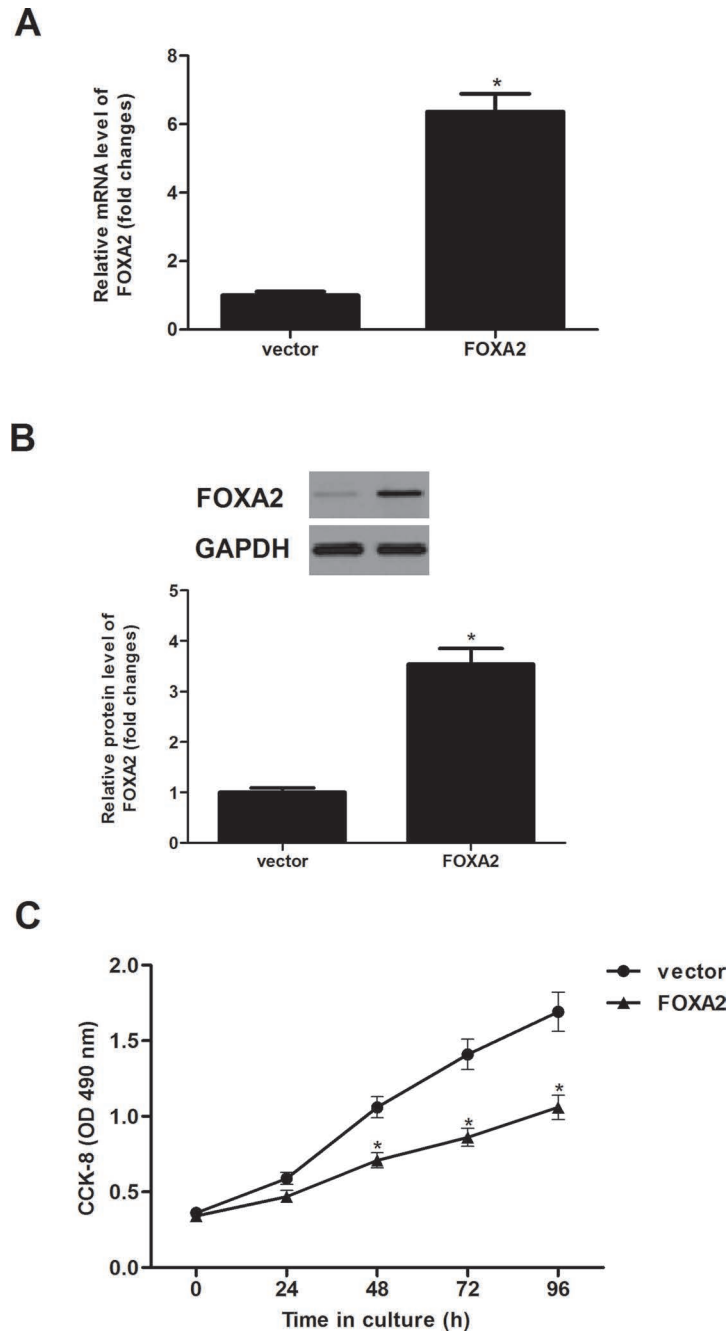 A
Relative mRNA level of
FOXA2 (fold changes)
8
6
4
2
0
*
vector
FOXA2
B
FOXA2
GAPDH
Relative protein level of
FOXA2 (fold changes)
5
4
3
2
1
0
*
vector
FOXA2
C
CCK-8 (OD 490 nm)
2.0
1.5
1.0
0.5
0.0
*
*
*
vector
FOXA2
0 24 48 72 96
Time in culture (h)